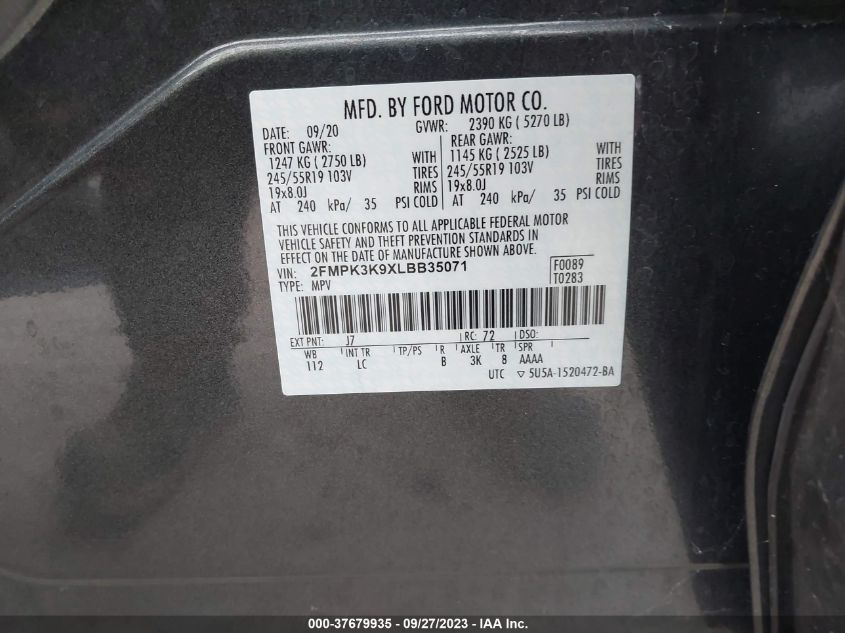 MFD. BY FORD MOTOR CO.
DATE: 09/20 GVWR: 2390 KG ( 5270 LB)
FRONT GAWR: REAR GAWR:
1247 KG ( 2750 LB) WITH 1145 KG ( 2525 LB) WITH
245/55R19 103V TIRES 245/55R19 103V TIRES
19x8.0J RIMS 19x8.0J RIMS
AT 240 kPa/ 35 PSI COLD AT 240 kPa/ 35 PSI COLD
THIS VEHICLE CONFORMS TO ALL APPLICABLE FEDERAL MOTOR
VEHICLE SAFETY AND THEFT PREVENTION STANDARDS IN
EFFECT ON THE DATE OF MANUFACTURE SHOWN ABOVE.
VIN: 2FMPK3K9XLBB35071 F0089
TYPE: MPV T0283
EXT PNT: J7 RC: 72 DSO:
WB INT TR TP/PS R AXLE TR SPR
112 LC B 3K 8 AAAA
UTC ▽ 5U5A-1520472-BA
000-37679935 - 09/27/2023 - IAA Inc.